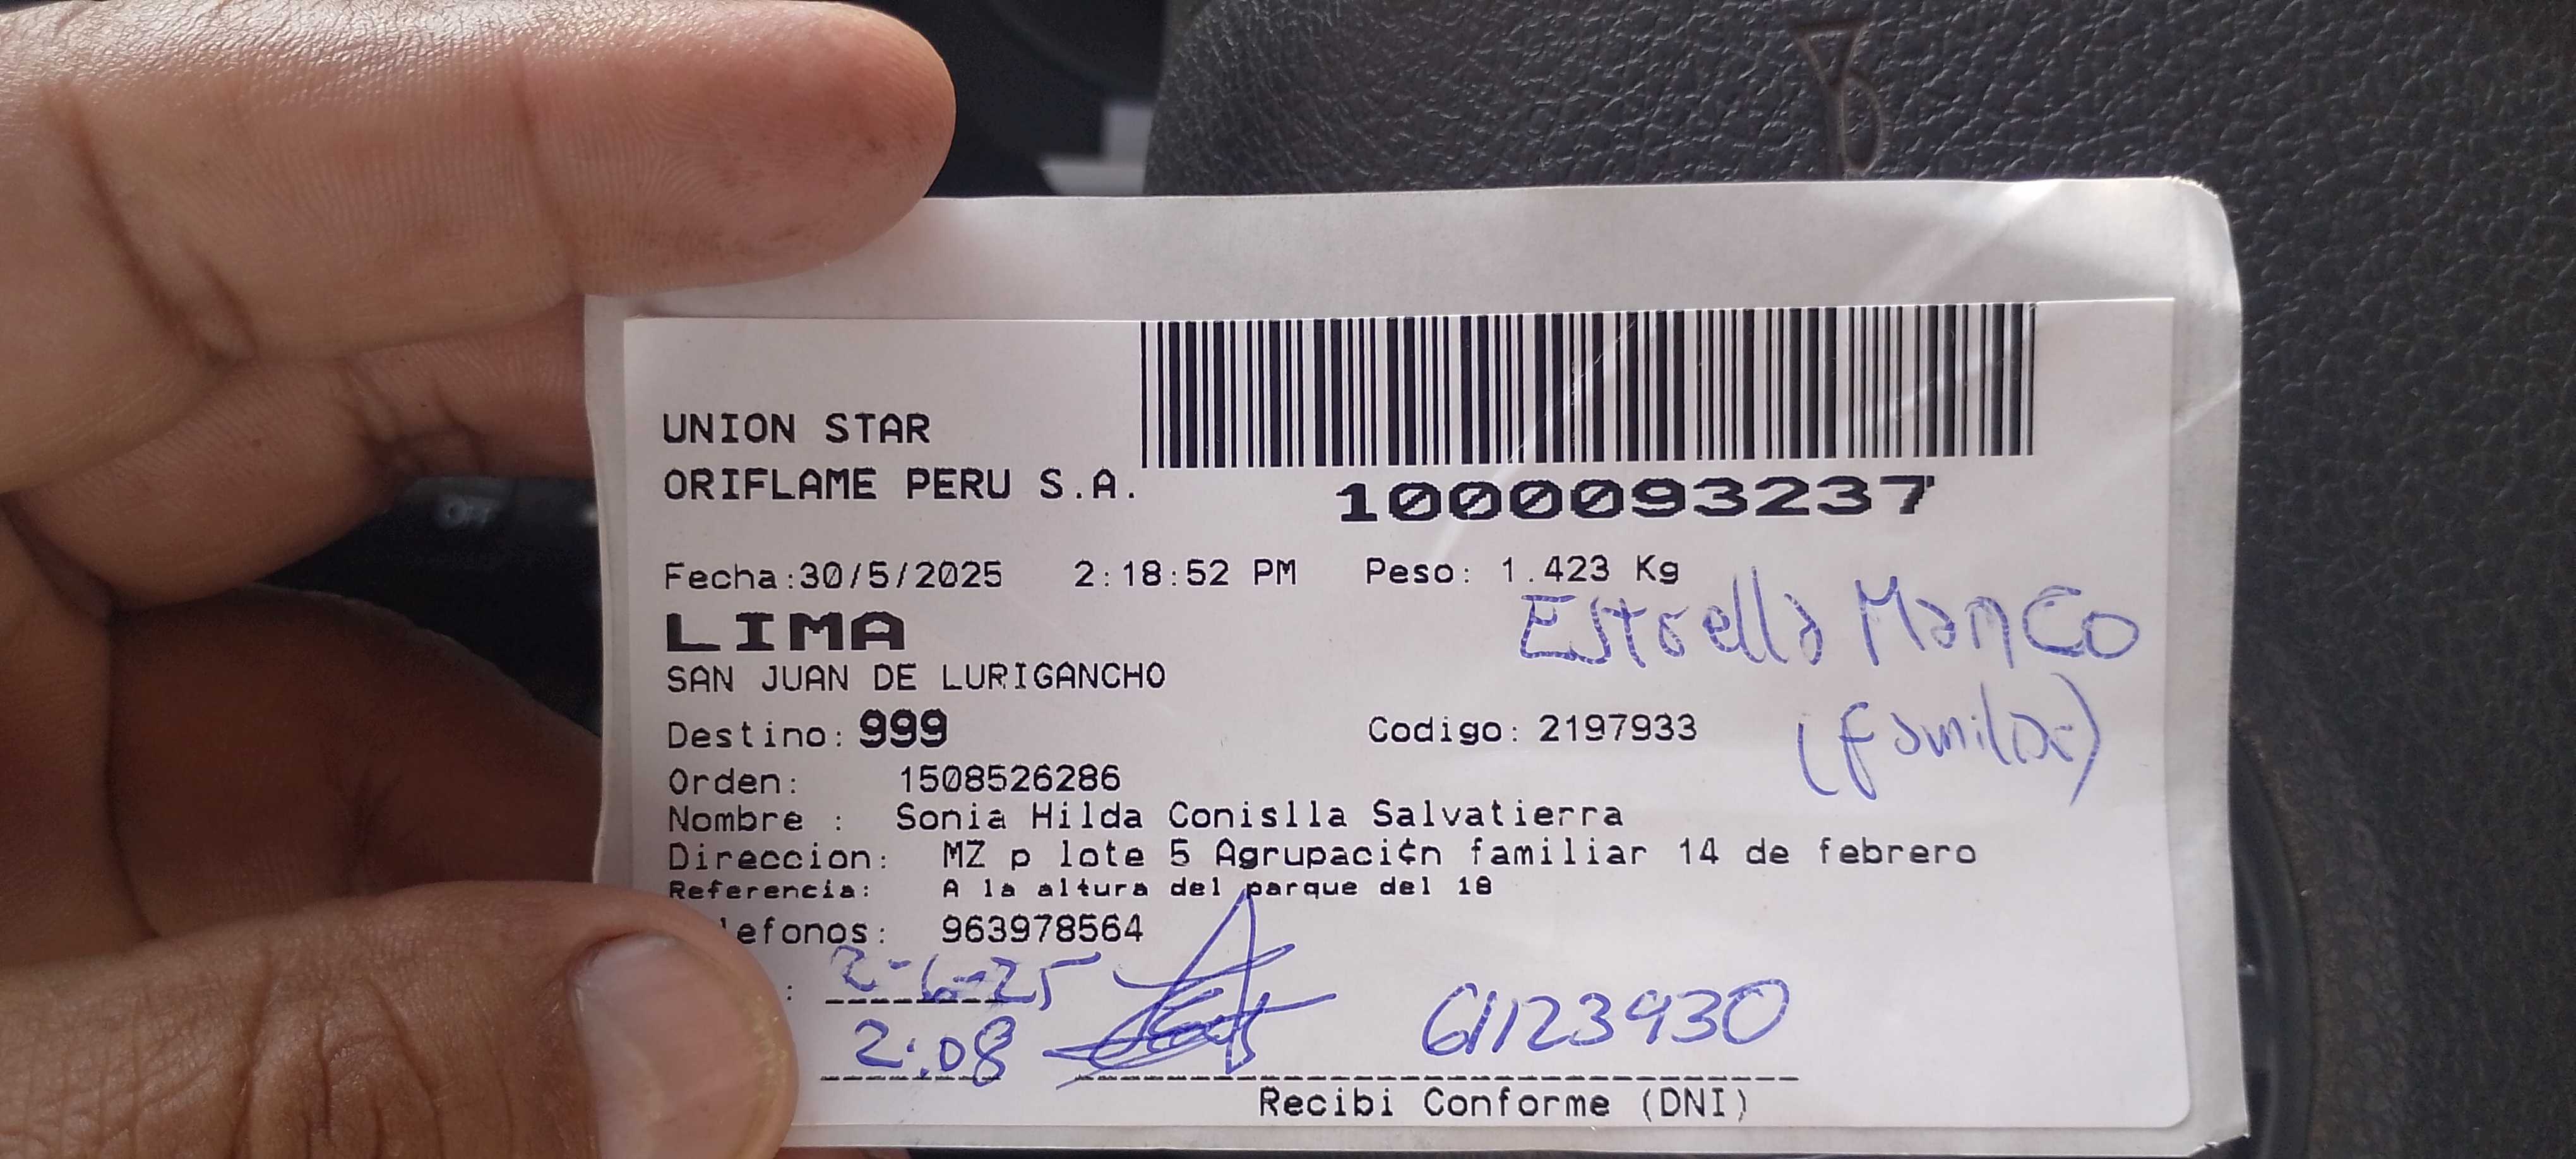 UNION STAR
ORIFLAME PERU S.A.
1000093237
Fecha:30/5/2025 2:18:52 PM Peso: 1.423 Kg
Estrella Manco
LIMA
SAN JUAN DE LURIGANCHO
(familiar)
Destino: 999 Codigo: 2197933
Orden: 1508526286
Nombre : Sonia Hilda Conislla Salvatierra
Direccion: MZ p lote 5 Agrupaci¢n familiar 14 de febrero
Referencia: A la altura del parque del 18
lefonos: 963978564
: 2-6-25
2:08 61123930
Recibi Conforme (DNI)